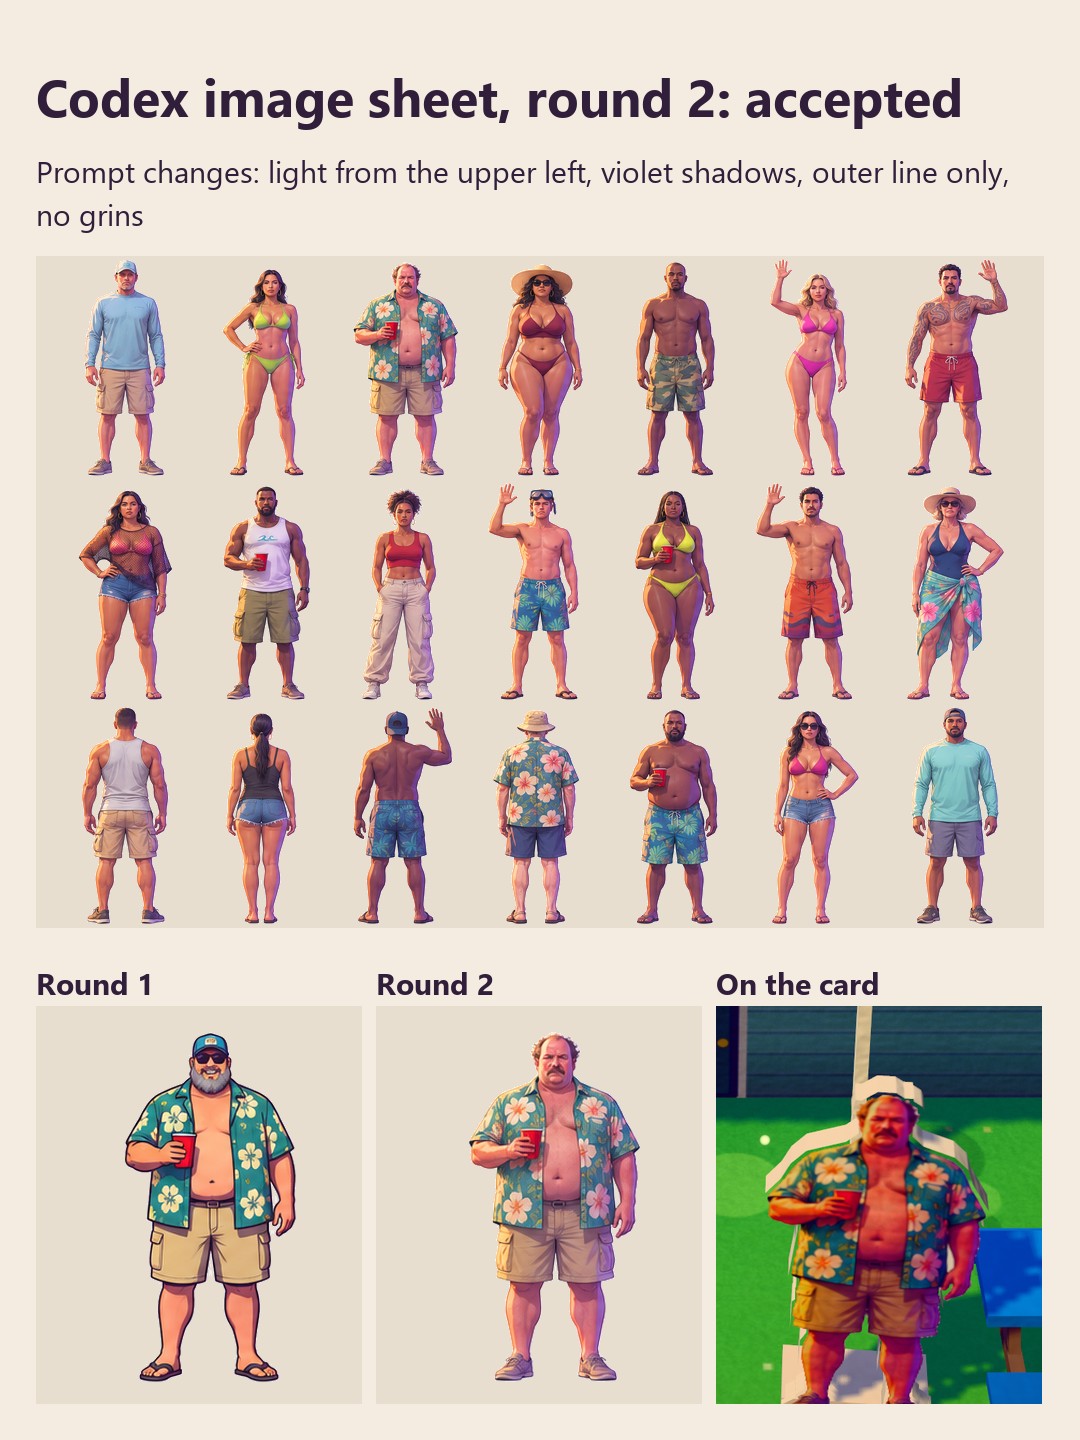 Codex image sheet, round 2: accepted
Prompt changes: light from the upper left, violet shadows, outer line only,
no grins
Round 1
Round 2
On the card